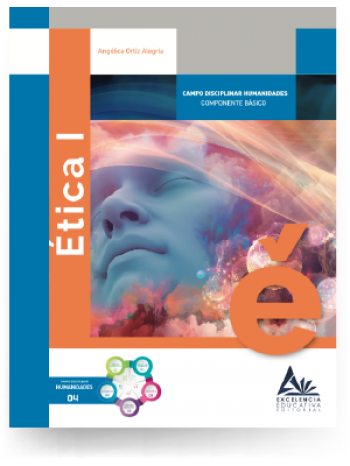 Angélica Ortiz Alegría
CAMPO DISCIPLINAR HUMANIDADES
COMPONENTE BÁSICO
Ética I
é
HUMANIDADES
04
EXCELENCIA
EDUCATIVA
EDITORIAL